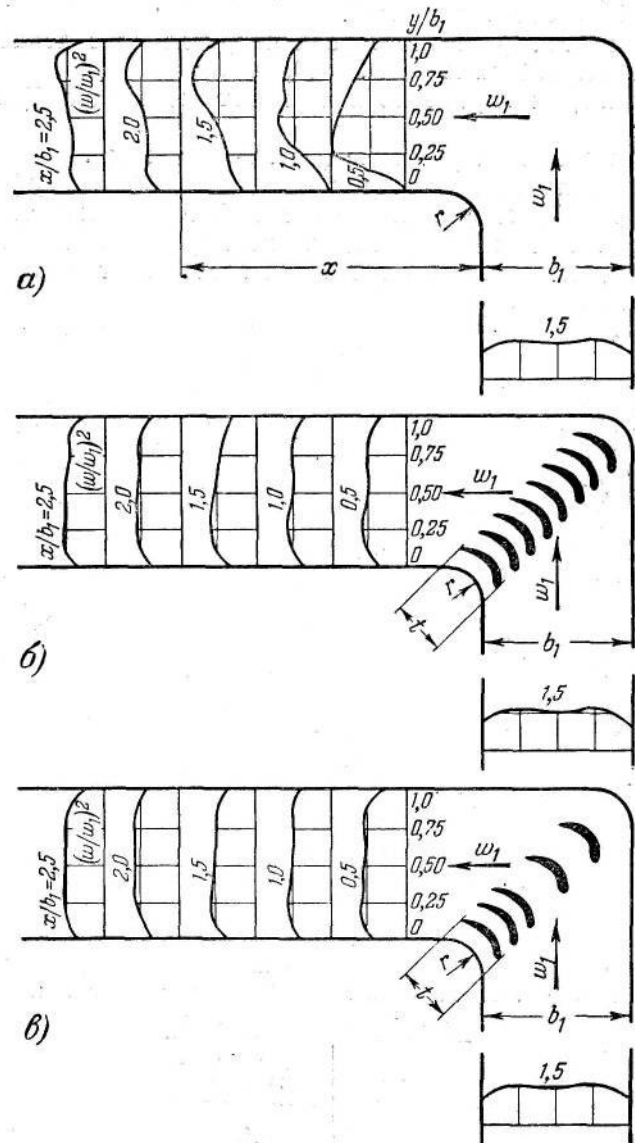 y/b₁
1,0
0,75
0,50
0,25
0
x/b₁=2,5
(w/w₁)²
2,0
1,5
1,0
0,5
w₁
w₁
r
x
b₁
а)
1,5
1,0
0,75
0,50
0,25
0
x/b₁=2,5
(w/w₁)²
2,0
1,5
1,0
0,5
w₁
w₁
r
t
b₁
б)
1,5
1,0
0,75
0,50
0,25
0
x/b₁=2,5
(w/w₁)²
2,0
1,5
1,0
0,5
w₁
w₁
r
t
b₁
в)
1,5